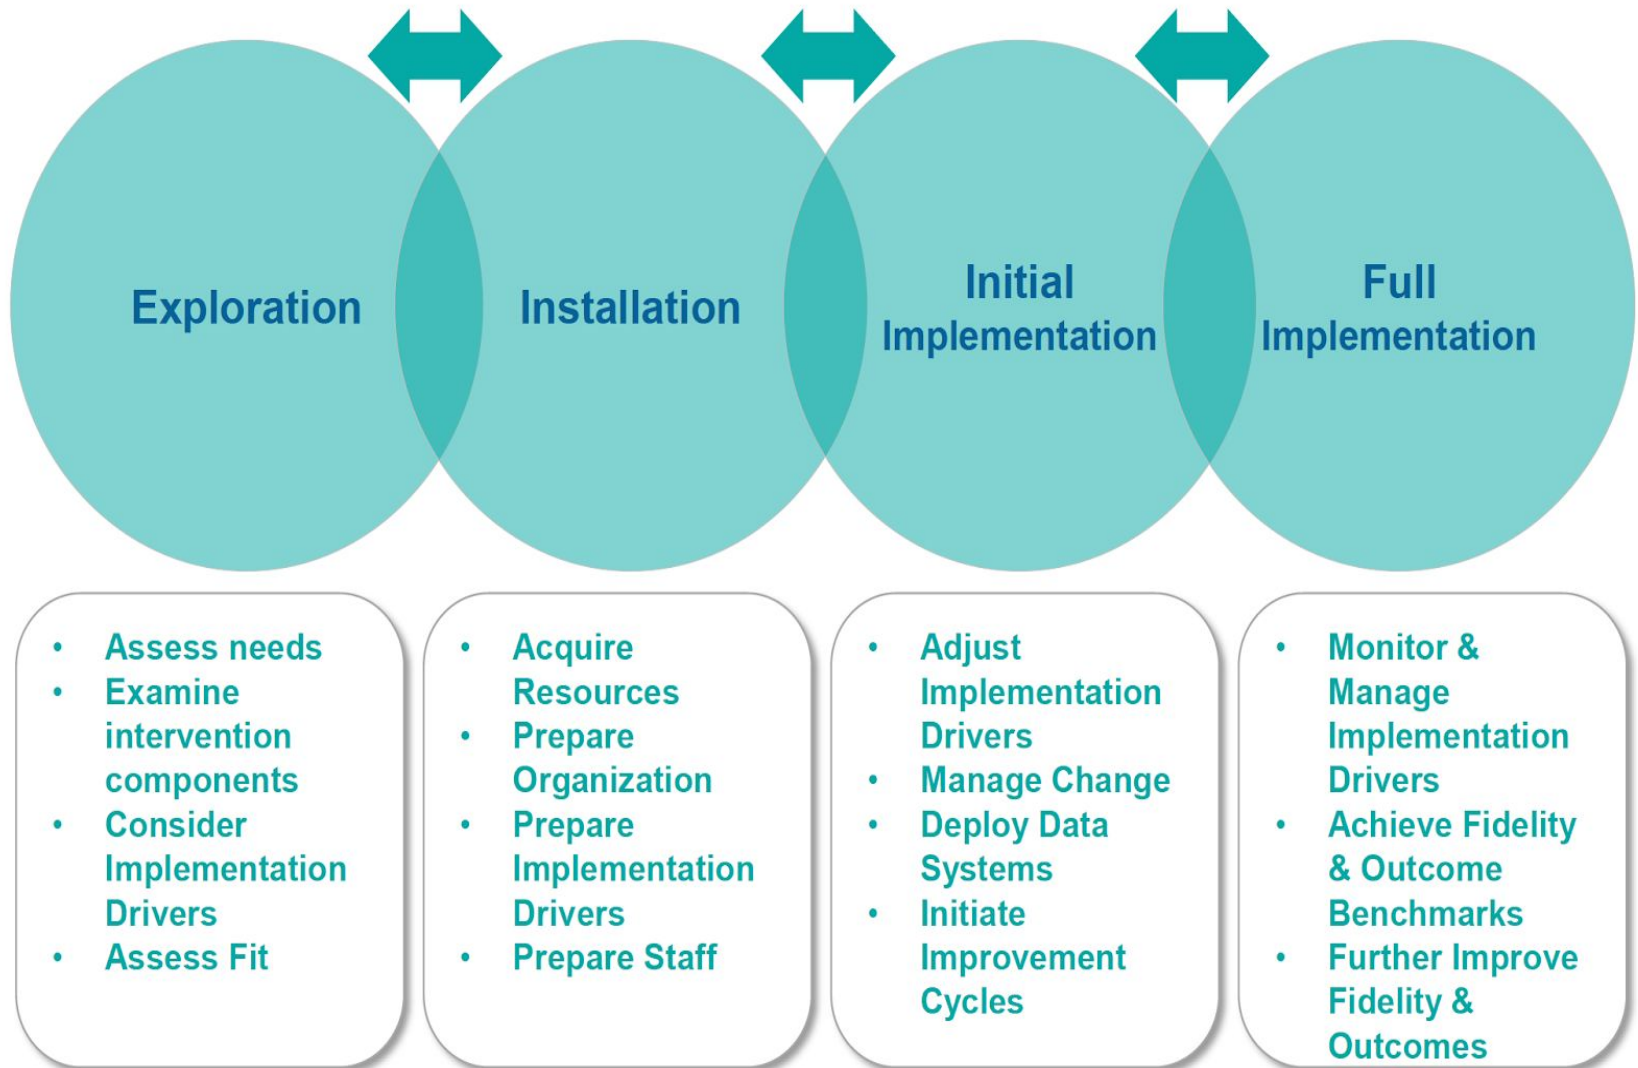 Exploration
Installation
Initial
Implementation
Full
Implementation
• Assess needs
• Examine
intervention
components
• Consider
Implementation
Drivers
• Assess Fit
• Acquire
Resources
• Prepare
Organization
• Prepare
Implementation
Drivers
• Prepare Staff
• Adjust
Implementation
Drivers
• Manage Change
• Deploy Data
Systems
• Initiate
Improvement
Cycles
• Monitor &
Manage
Implementation
Drivers
• Achieve Fidelity
& Outcome
Benchmarks
• Further Improve
Fidelity &
Outcomes